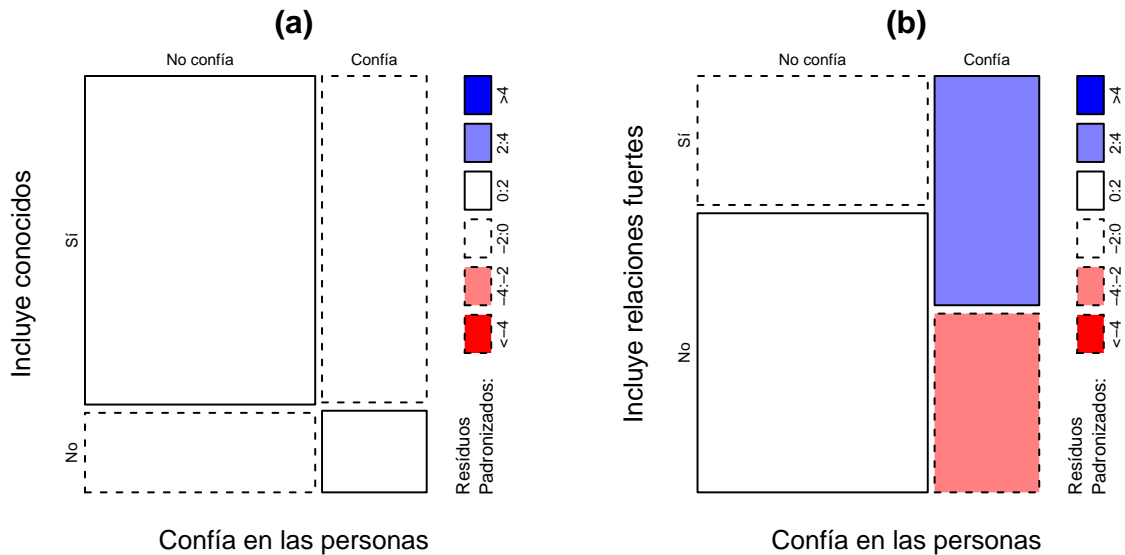 (a)
No confía
Confía
Incluye conocidos
Sí
No
Resíduos
Padronizados:
<−4
−4:−2
−2:0
0:2
2:4
>4
Confía en las personas
(b)
No confía
Confía
Incluye relaciones fuertes
Sí
No
Resíduos
Padronizados:
<−4
−4:−2
−2:0
0:2
2:4
>4
Confía en las personas